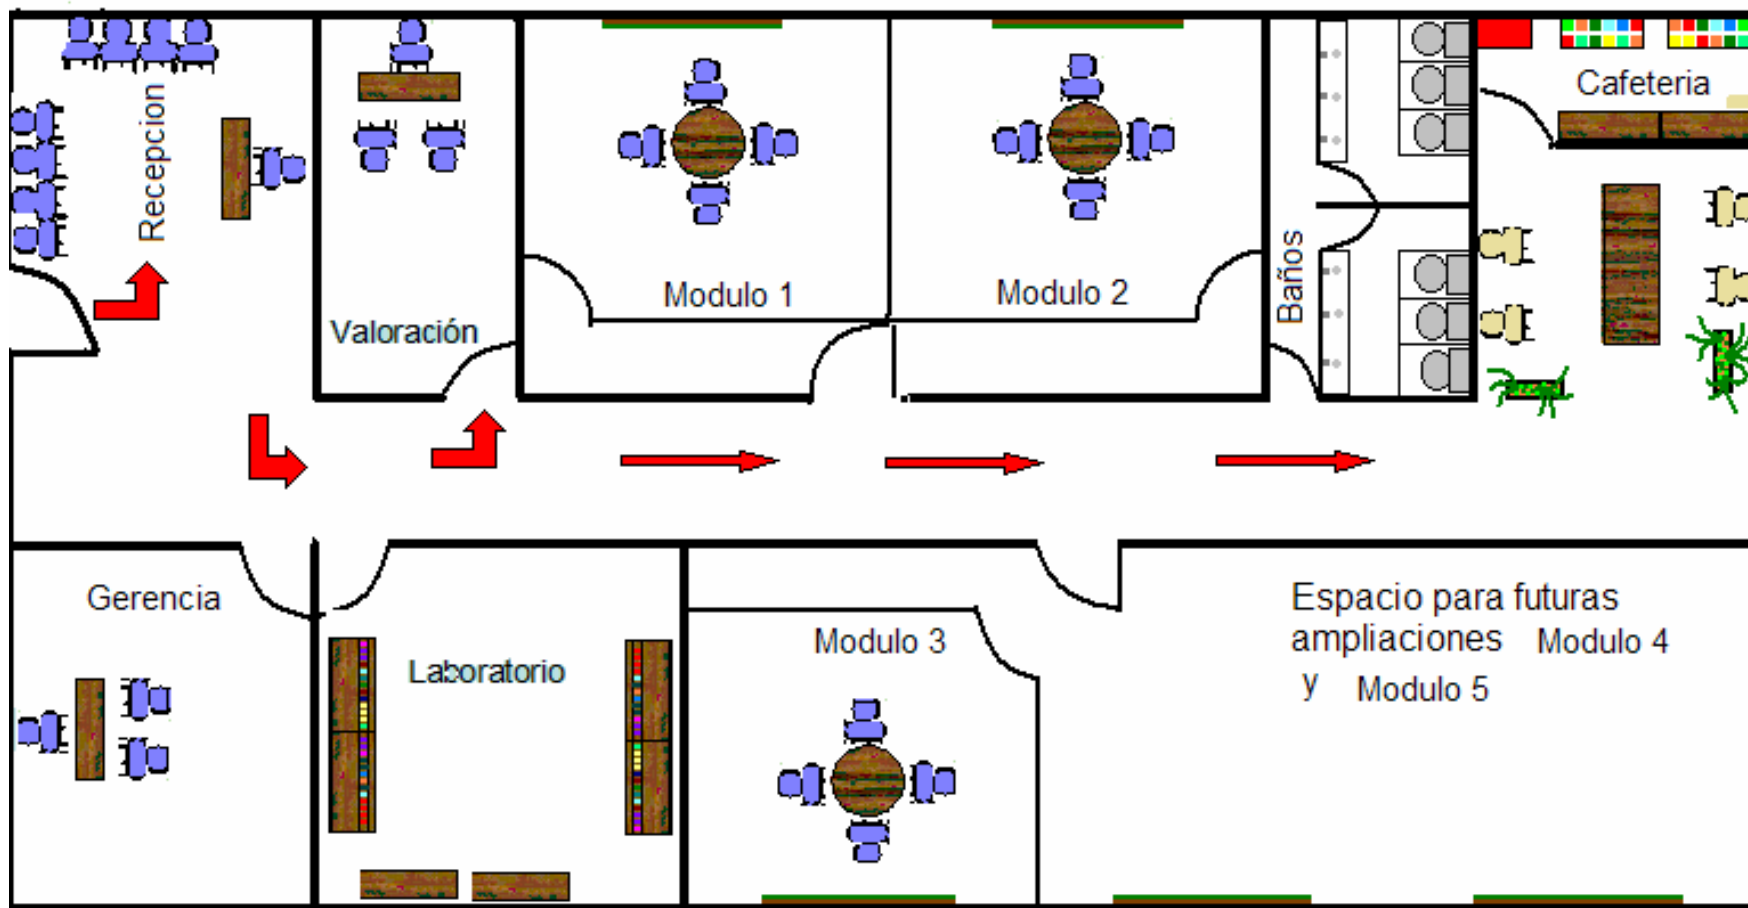 Recepcion
Valoración
Modulo 1
Modulo 2
Baños
Cafeteria
Gerencia
Laboratorio
Modulo 3
Espacio para futuras
ampliaciones Modulo 4
y Modulo 5